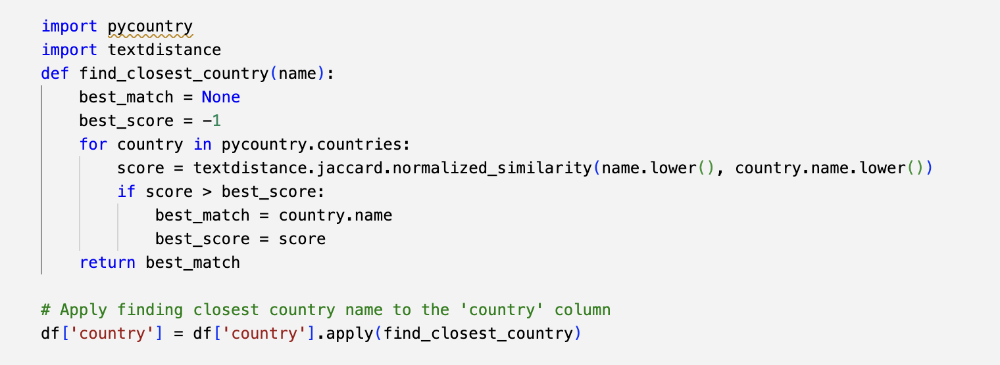 import pycountry
import textdistance
def find_closest_country(name):
    best_match = None
    best_score = -1
    for country in pycountry.countries:
        score = textdistance.jaccard.normalized_similarity(name.lower(), country.name.lower())
        if score > best_score:
            best_match = country.name
            best_score = score
    return best_match

# Apply finding closest country name to the 'country' column
df['country'] = df['country'].apply(find_closest_country)